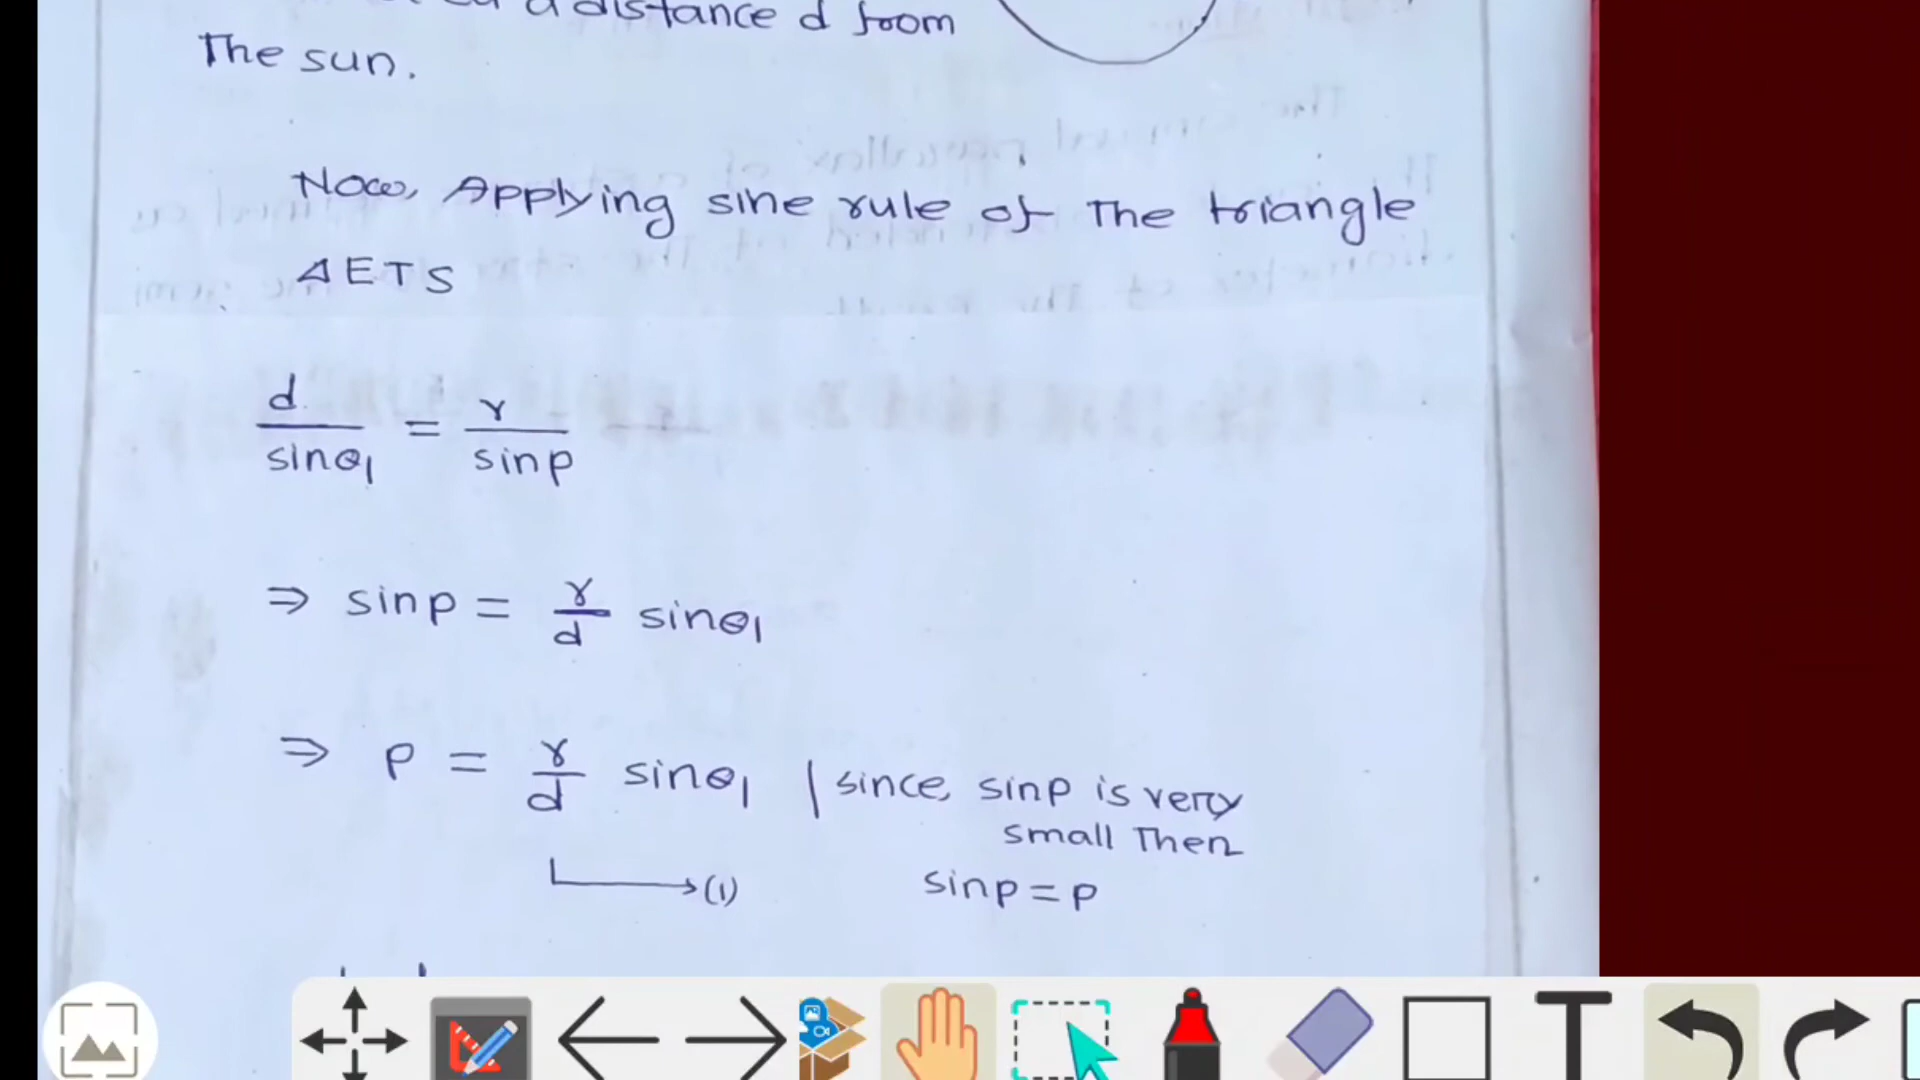 a distance d from
The sun.
Now, Applying sine rule of The triangle
ΔETS
d/sinθ₁ = r/sinp
⇒ sinp = r/d sinθ₁
⇒ p = r/d sinθ₁ | since, sinp is very
small Then
→(1) sinp = p
T